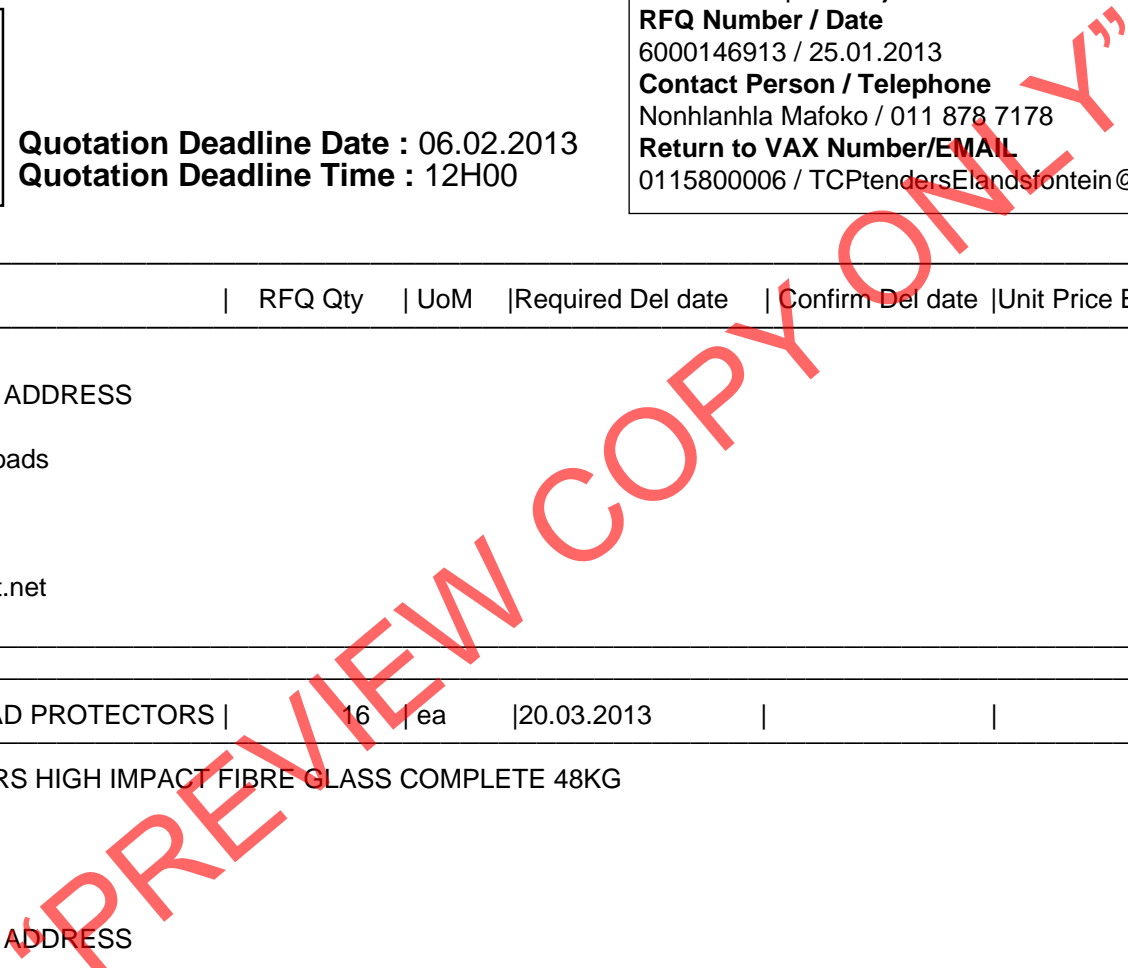 RFQ Number / Date
6000146913 / 25.01.2013
Contact Person / Telephone
Nonhlanhla Mafoko / 011 878 7178
Return to VAX Number/EMAIL
0115800006 / TCPtendersElandsfontein@
Quotation Deadline Date : 06.02.2013
Quotation Deadline Time : 12H00
| RFQ Qty | UoM |Required Del date | Confirm Del date |Unit Price E
ADDRESS
oads
t.net
AD PROTECTORS | 16 | ea |20.03.2013 | |
RS HIGH IMPACT FIBRE GLASS COMPLETE 48KG
ADDRESS
“PREVIEW COPY ONLY”